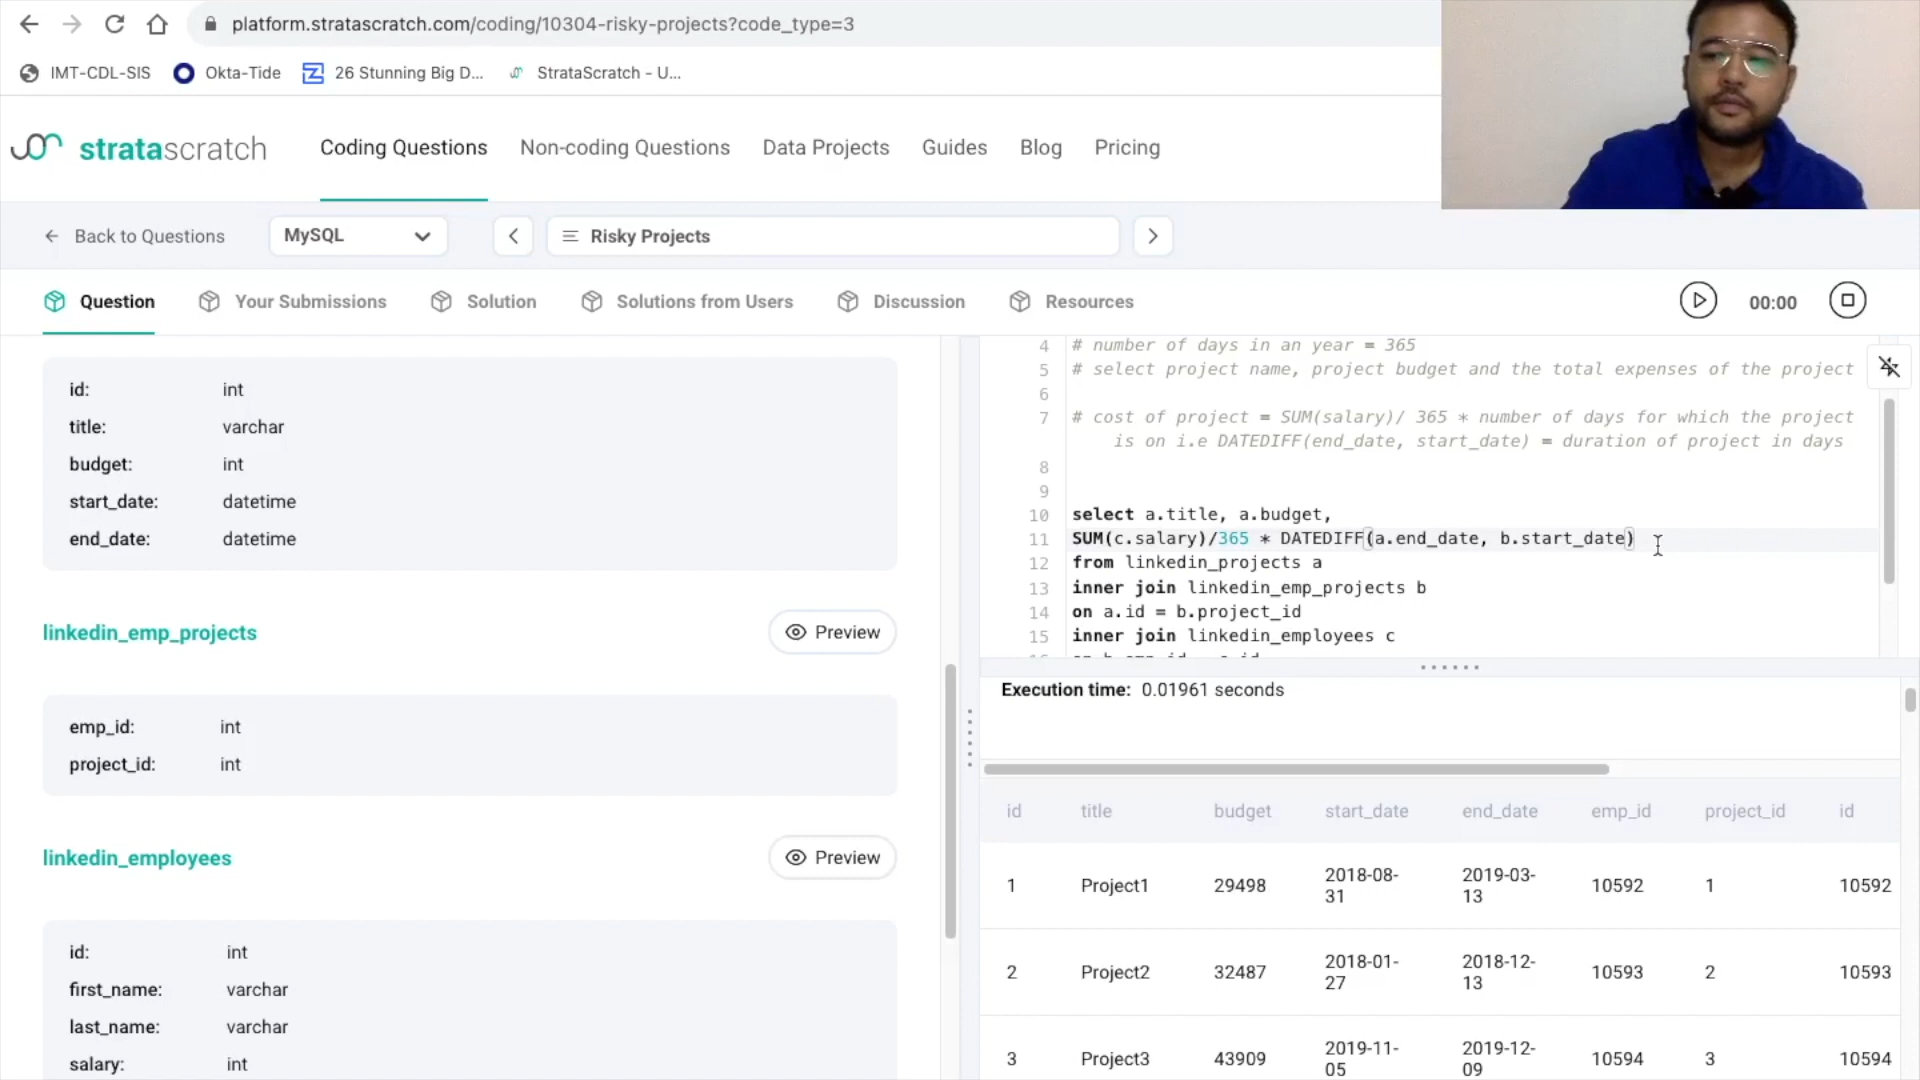 platform.stratascratch.com/coding/10304-risky-projects?code_type=3
IMT-CDL-SIS Okta-Tide 26 Stunning Big D... StrataScratch - U...
stratascratch Coding Questions Non-coding Questions Data Projects Guides Blog Pricing
Back to Questions MySQL Risky Projects
Question Your Submissions Solution Solutions from Users Discussion Resources 00:00
id: int
title: varchar
budget: int
start_date: datetime
end_date: datetime
linkedin_emp_projects Preview
emp_id: int
project_id: int
linkedin_employees Preview
id: int
first_name: varchar
last_name: varchar
salary: int
4 # number of days in an year = 365
5 # select project name, project budget and the total expenses of the project
6
7 # cost of project = SUM(salary)/ 365 * number of days for which the project
is on i.e DATEDIFF(end_date, start_date) = duration of project in days
8
9
10 select a.title, a.budget,
11 SUM(c.salary)/365 * DATEDIFF(a.end_date, b.start_date)
12 from linkedin_projects a
13 inner join linkedin_emp_projects b
14 on a.id = b.project_id
15 inner join linkedin_employees c
Execution time: 0.01961 seconds
id title budget start_date end_date emp_id project_id id
1 Project1 29498 2018-08-31 2019-03-13 10592 1 10592
2 Project2 32487 2018-01-27 2018-12-13 10593 2 10593
3 Project3 43909 2019-11-05 2019-12-09 10594 3 10594